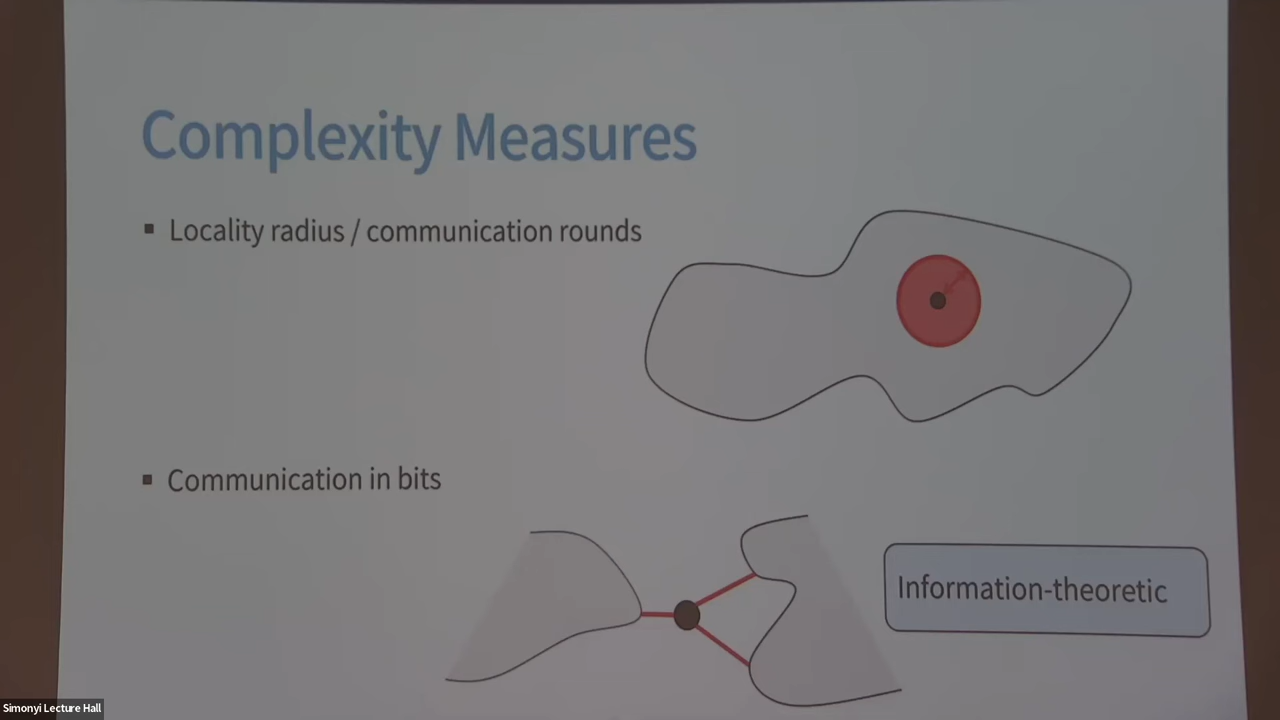 Complexity Measures
▪ Locality radius / communication rounds
▪ Communication in bits
Information-theoretic
Simonyi Lecture Hall